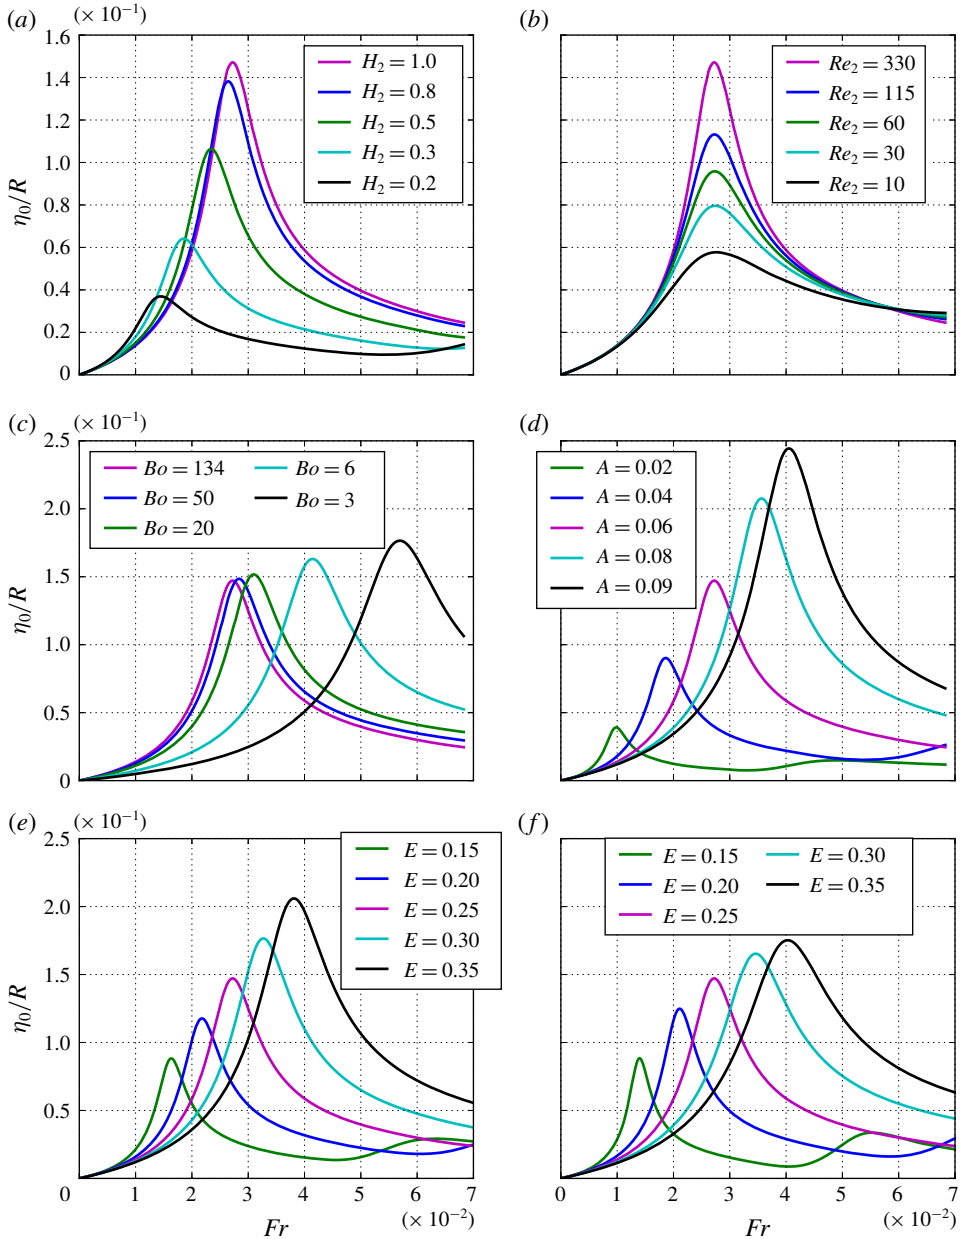 (a) (× 10⁻¹) (b)
1.6
1.4
1.2
1.0
0.8
0.6
0.4
0.2
0
η₀/R
H₂ = 1.0
H₂ = 0.8
H₂ = 0.5
H₂ = 0.3
H₂ = 0.2
Re₂ = 330
Re₂ = 115
Re₂ = 60
Re₂ = 30
Re₂ = 10
(c) (× 10⁻¹) (d)
2.5
2.0
1.5
1.0
0.5
0
η₀/R
Bo = 134 Bo = 6
Bo = 50 Bo = 3
Bo = 20
A = 0.02
A = 0.04
A = 0.06
A = 0.08
A = 0.09
(e) (× 10⁻¹) (f)
2.5
2.0
1.5
1.0
0.5
0
η₀/R
E = 0.15
E = 0.20
E = 0.25
E = 0.30
E = 0.35
E = 0.15 E = 0.30
E = 0.20 E = 0.35
E = 0.25
1 2 3 4 5 6 7
Fr (× 10⁻²)
0 1 2 3 4 5 6 7
Fr (× 10⁻²)